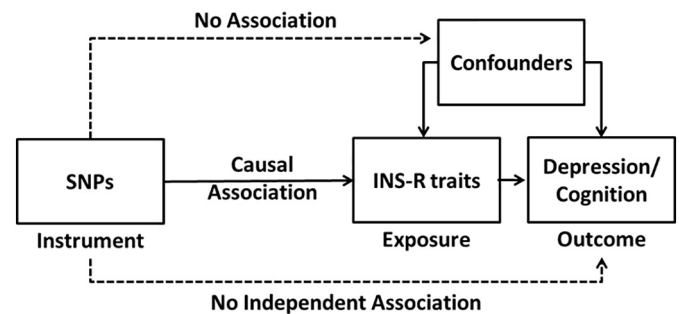 No Association
Confounders
SNPs
Causal
Association
INS-R traits
Depression/
Cognition
Instrument
Exposure
Outcome
No Independent Association